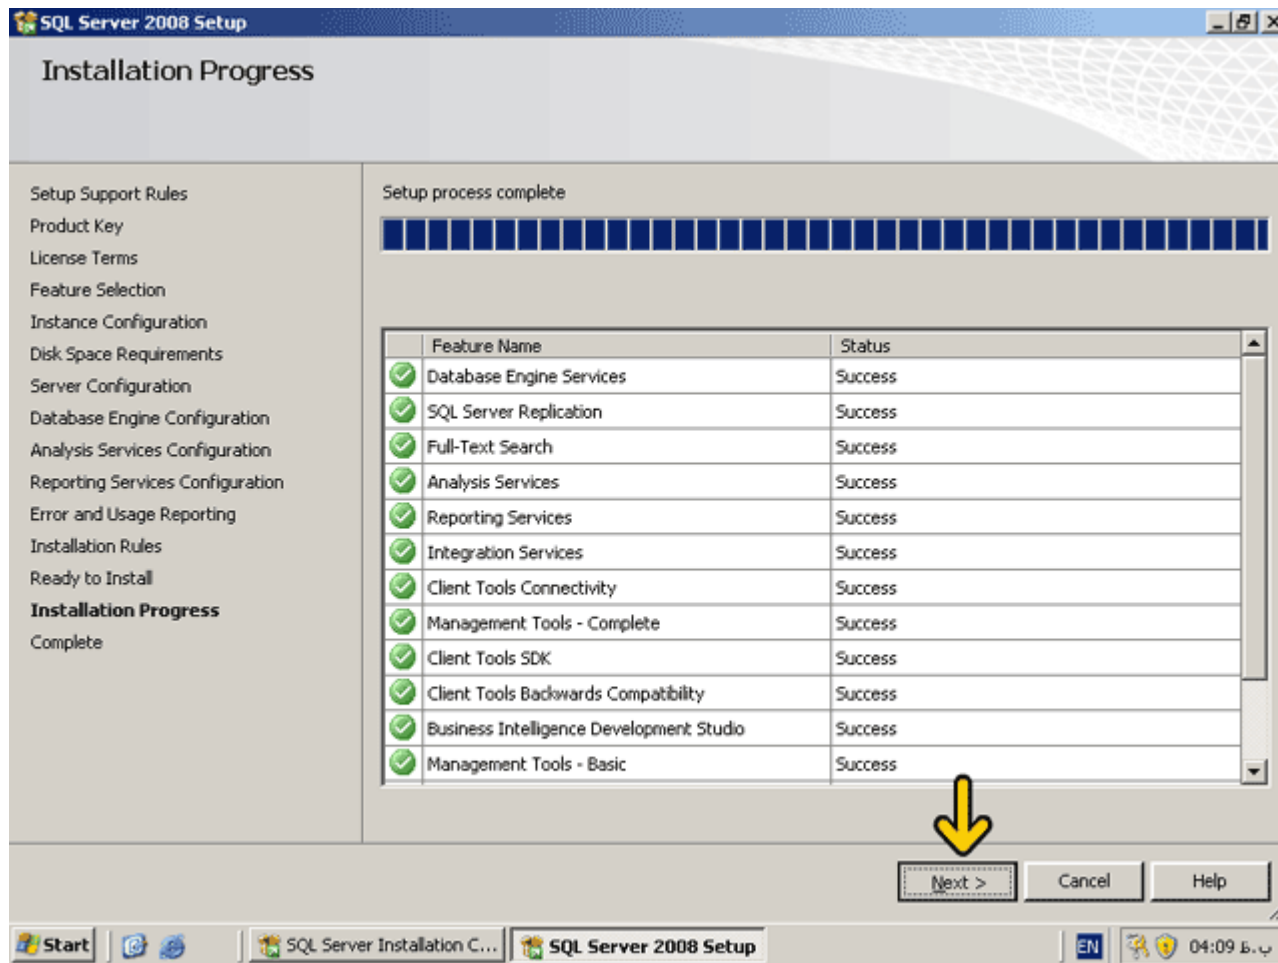 SQL Server 2008 Setup
Installation Progress
Setup Support Rules
Product Key
License Terms
Feature Selection
Instance Configuration
Disk Space Requirements
Server Configuration
Database Engine Configuration
Analysis Services Configuration
Reporting Services Configuration
Error and Usage Reporting
Installation Rules
Ready to Install
Installation Progress
Complete
Setup process complete
Feature Name Status
Database Engine Services Success
SQL Server Replication Success
Full-Text Search Success
Analysis Services Success
Reporting Services Success
Integration Services Success
Client Tools Connectivity Success
Management Tools - Complete Success
Client Tools SDK Success
Client Tools Backwards Compatibility Success
Business Intelligence Development Studio Success
Management Tools - Basic Success
Next > Cancel Help
Start SQL Server Installation C... SQL Server 2008 Setup EN 04:09 ب.ظ